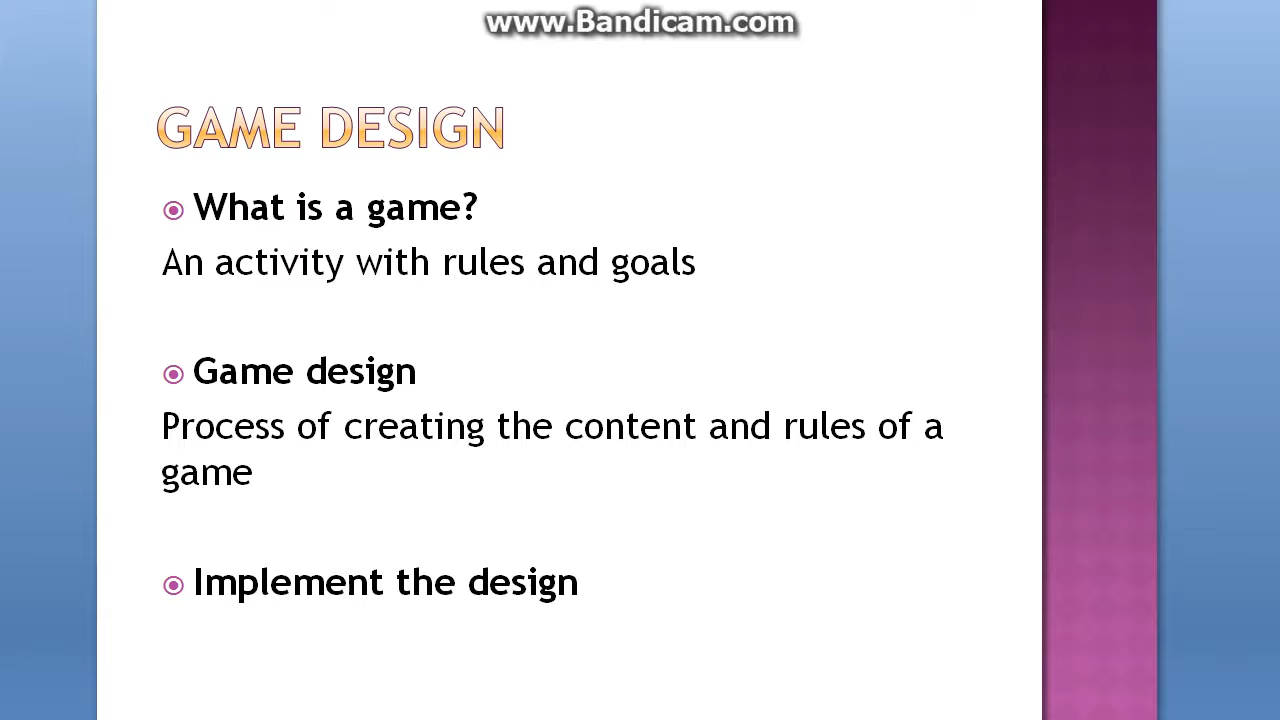 www.Bandicam.com
GAME DESIGN
What is a game?
An activity with rules and goals
Game design
Process of creating the content and rules of a
game
Implement the design